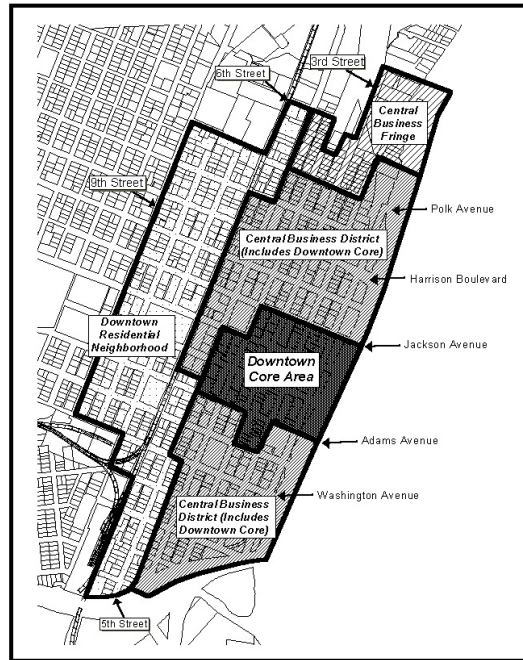 3rd Street
6th Street
Central
Business
Fringe
9th Street
Polk Avenue
Central Business District
(Includes Downtown Core)
Harrison Boulevard
Downtown
Residential
Neighborhood
Jackson Avenue
Downtown
Core Area
Adams Avenue
Washington Avenue
Central Business
District (Includes
Downtown Core)
5th Street